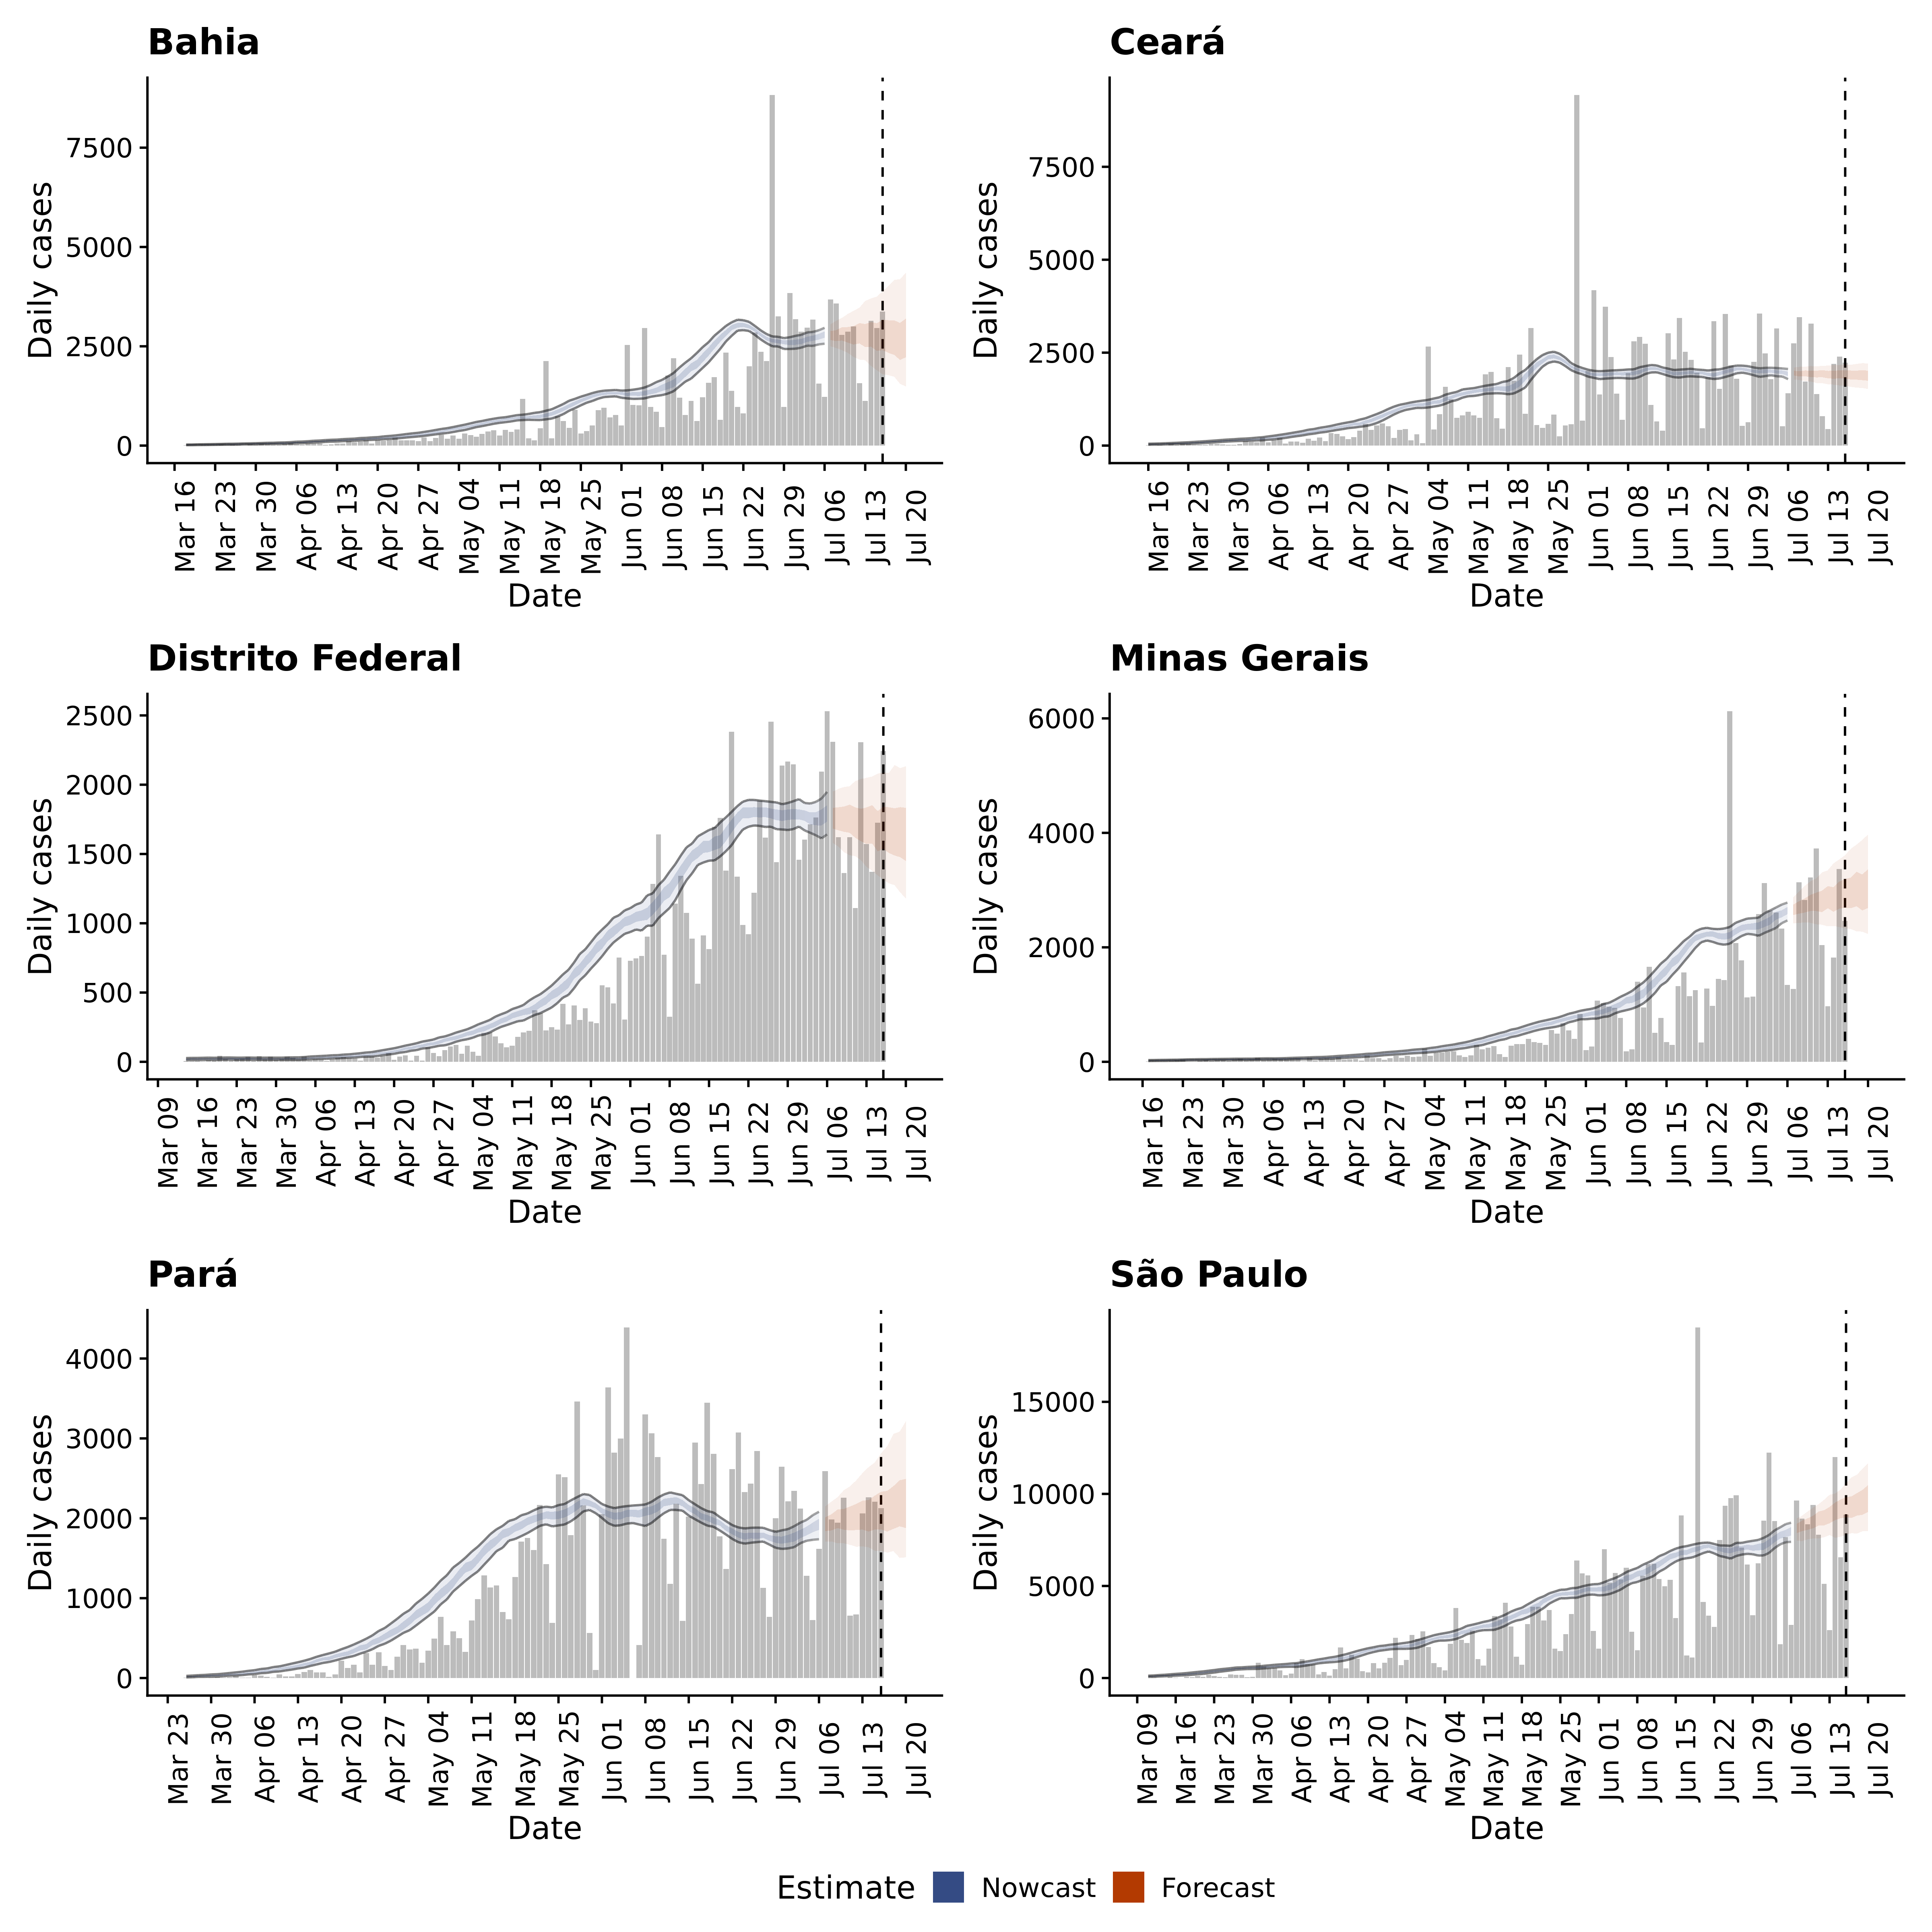 Bahia
Daily cases
7500
5000
2500
0
Mar 16
Mar 23
Mar 30
Apr 06
Apr 13
Apr 20
Apr 27
May 04
May 11
May 18
May 25
Jun 01
Jun 08
Jun 15
Jun 22
Jun 29
Jul 06
Jul 13
Jul 20
Date
Ceará
Daily cases
7500
5000
2500
0
Mar 16
Mar 23
Mar 30
Apr 06
Apr 13
Apr 20
Apr 27
May 04
May 11
May 18
May 25
Jun 01
Jun 08
Jun 15
Jun 22
Jun 29
Jul 06
Jul 13
Jul 20
Date
Distrito Federal
Daily cases
2500
2000
1500
1000
500
0
Mar 09
Mar 16
Mar 23
Mar 30
Apr 06
Apr 13
Apr 20
Apr 27
May 04
May 11
May 18
May 25
Jun 01
Jun 08
Jun 15
Jun 22
Jun 29
Jul 06
Jul 13
Jul 20
Date
Minas Gerais
Daily cases
6000
4000
2000
0
Mar 16
Mar 23
Mar 30
Apr 06
Apr 13
Apr 20
Apr 27
May 04
May 11
May 18
May 25
Jun 01
Jun 08
Jun 15
Jun 22
Jun 29
Jul 06
Jul 13
Jul 20
Date
Pará
Daily cases
4000
3000
2000
1000
0
Mar 23
Mar 30
Apr 06
Apr 13
Apr 20
Apr 27
May 04
May 11
May 18
May 25
Jun 01
Jun 08
Jun 15
Jun 22
Jun 29
Jul 06
Jul 13
Jul 20
Date
São Paulo
Daily cases
15000
10000
5000
0
Mar 09
Mar 16
Mar 23
Mar 30
Apr 06
Apr 13
Apr 20
Apr 27
May 04
May 11
May 18
May 25
Jun 01
Jun 08
Jun 15
Jun 22
Jun 29
Jul 06
Jul 13
Jul 20
Date
Estimate Nowcast Forecast